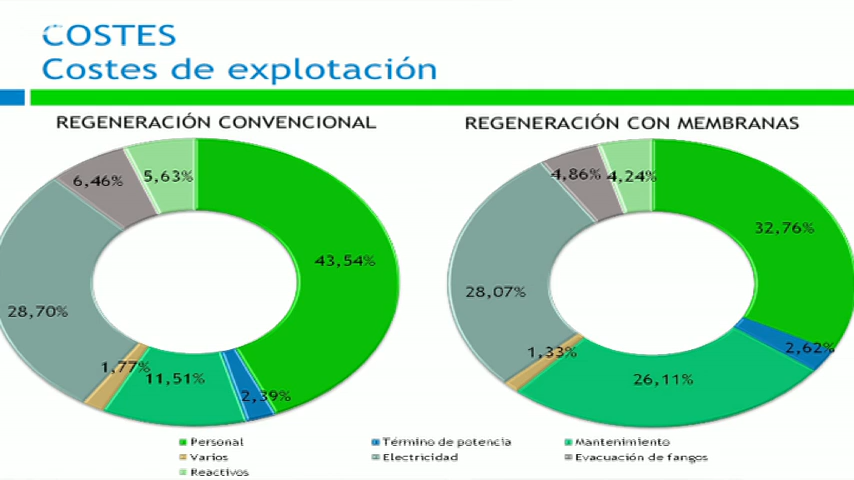 COSTES
Costes de explotación
REGENERACIÓN CONVENCIONAL
REGENERACIÓN CON MEMBRANAS
6,46%
5,63%
43,54%
28,70%
1,77%
11,51%
2,39%
4,86%
4,24%
32,76%
28,07%
1,33%
2,62%
26,11%
Personal
Término de potencia
Mantenimiento
Varios
Electricidad
Evacuación de fangos
Reactivos